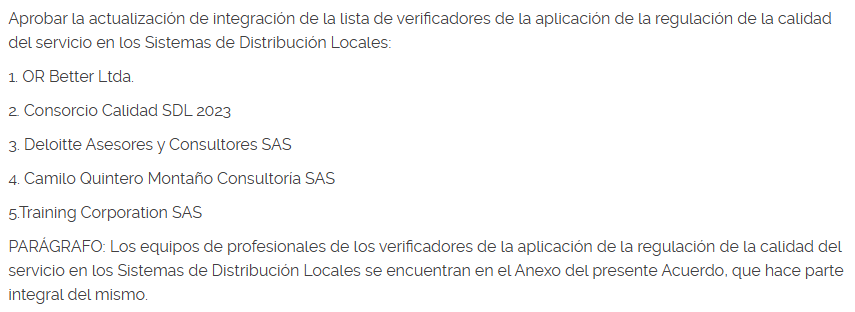 Aprobar la actualización de integración de la lista de verificadores de la aplicación de la regulación de la calidad
del servicio en los Sistemas de Distribución Locales:
1. OR Better Ltda.
2. Consorcio Calidad SDL 2023
3. Deloitte Asesores y Consultores SAS
4. Camilo Quintero Montaño Consultoría SAS
5.Training Corporation SAS
PARÁGRAFO: Los equipos de profesionales de los verificadores de la aplicación de la regulación de la calidad del
servicio en los Sistemas de Distribución Locales se encuentran en el Anexo del presente Acuerdo, que hace parte
integral del mismo.